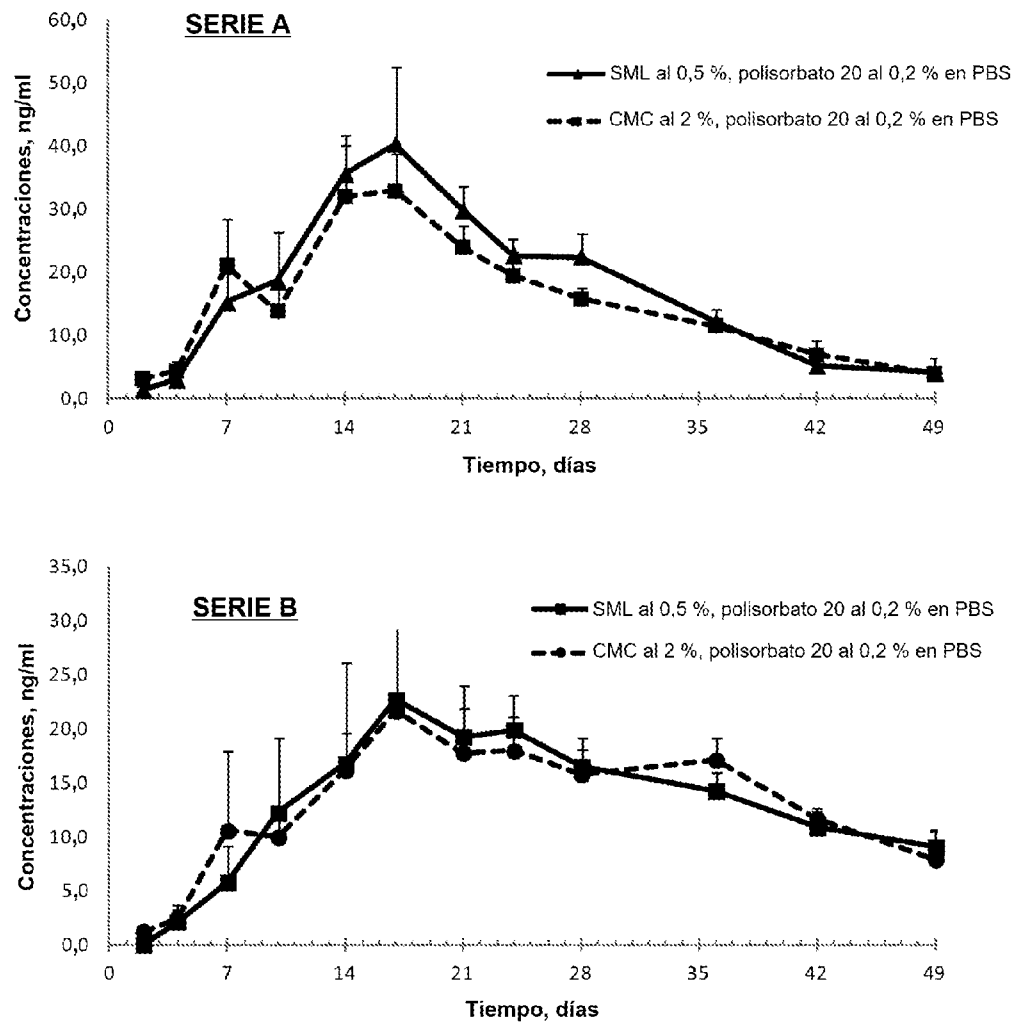 SERIE A
60,0
50,0
40,0
30,0
20,0
10,0
0,0
Concentraciones, ng/ml
SML al 0,5 %, polisorbato 20 al 0,2 % en PBS
CMC al 2 %, polisorbato 20 al 0,2 % en PBS
0 7 14 21 28 35 42 49
Tiempo, días
SERIE B
35,0
30,0
25,0
20,0
15,0
10,0
5,0
0,0
Concentraciones, ng/ml
SML al 0,5 %, polisorbato 20 al 0,2 % en PBS
CMC al 2 %, polisorbato 20 al 0,2 % en PBS
0 7 14 21 28 35 42 49
Tiempo, días